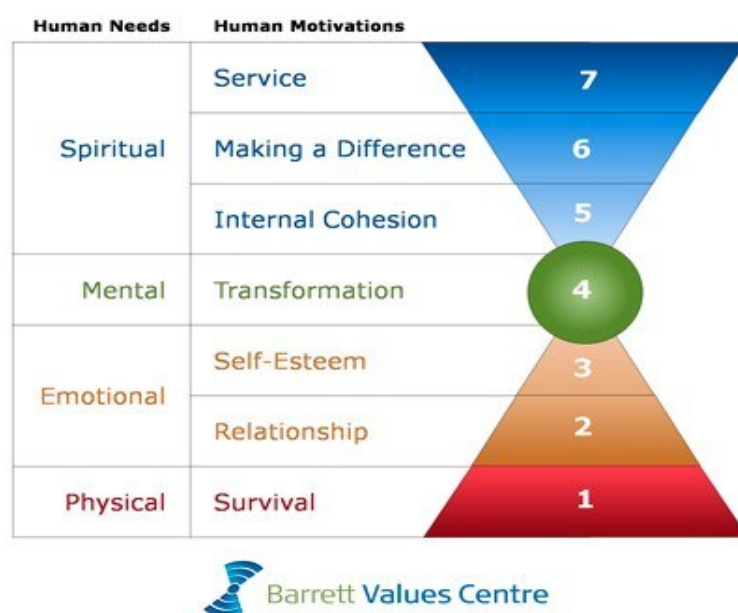 Human Needs Human Motivations
Service 7
Spiritual Making a Difference 6
Internal Cohesion 5
Mental Transformation 4
Self-Esteem 3
Emotional
Relationship 2
Physical Survival 1
Barrett Values Centre